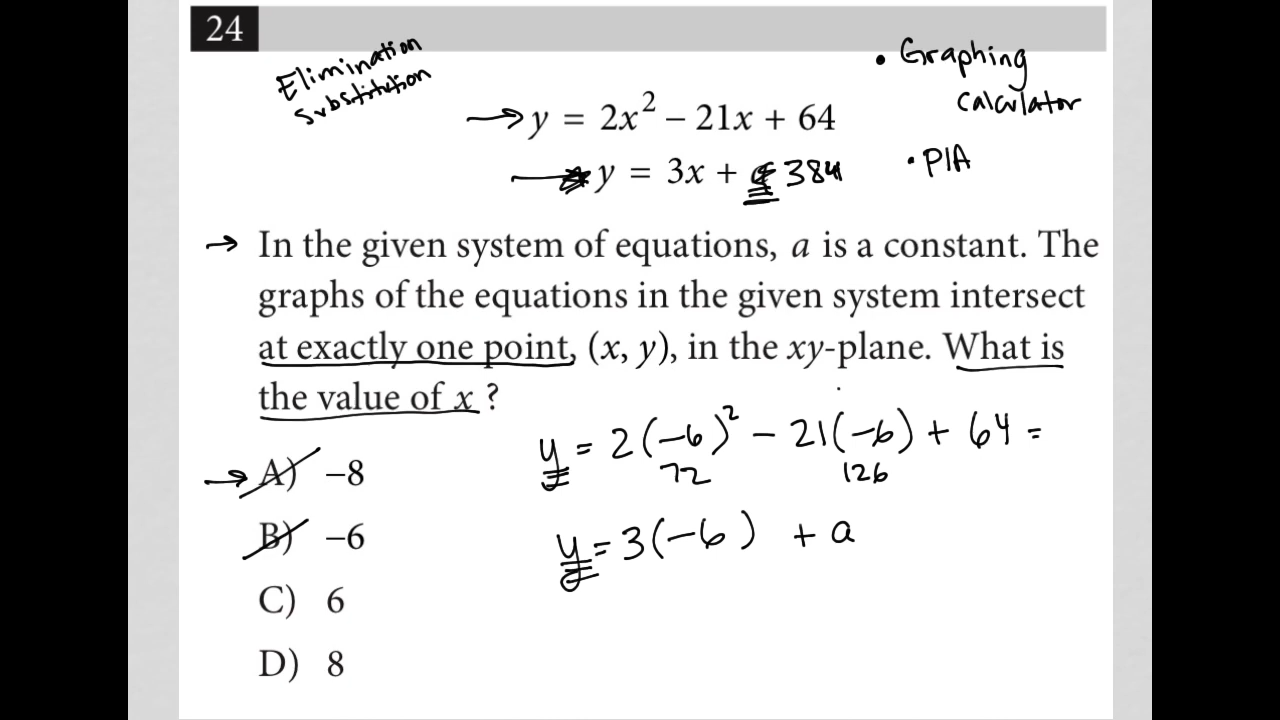 24
Elimination
Substitution
• Graphing
calculator
→ y = 2x² − 21x + 64
• PIA
y = 3x + 384
→ In the given system of equations, a is a constant. The
graphs of the equations in the given system intersect
at exactly one point, (x, y), in the xy-plane. What is
the value of x ?
y = 2(−6)² − 21(−6) + 64 =
72 126
→ A) −8
y = 3(−6) + a
B) −6
C) 6
D) 8